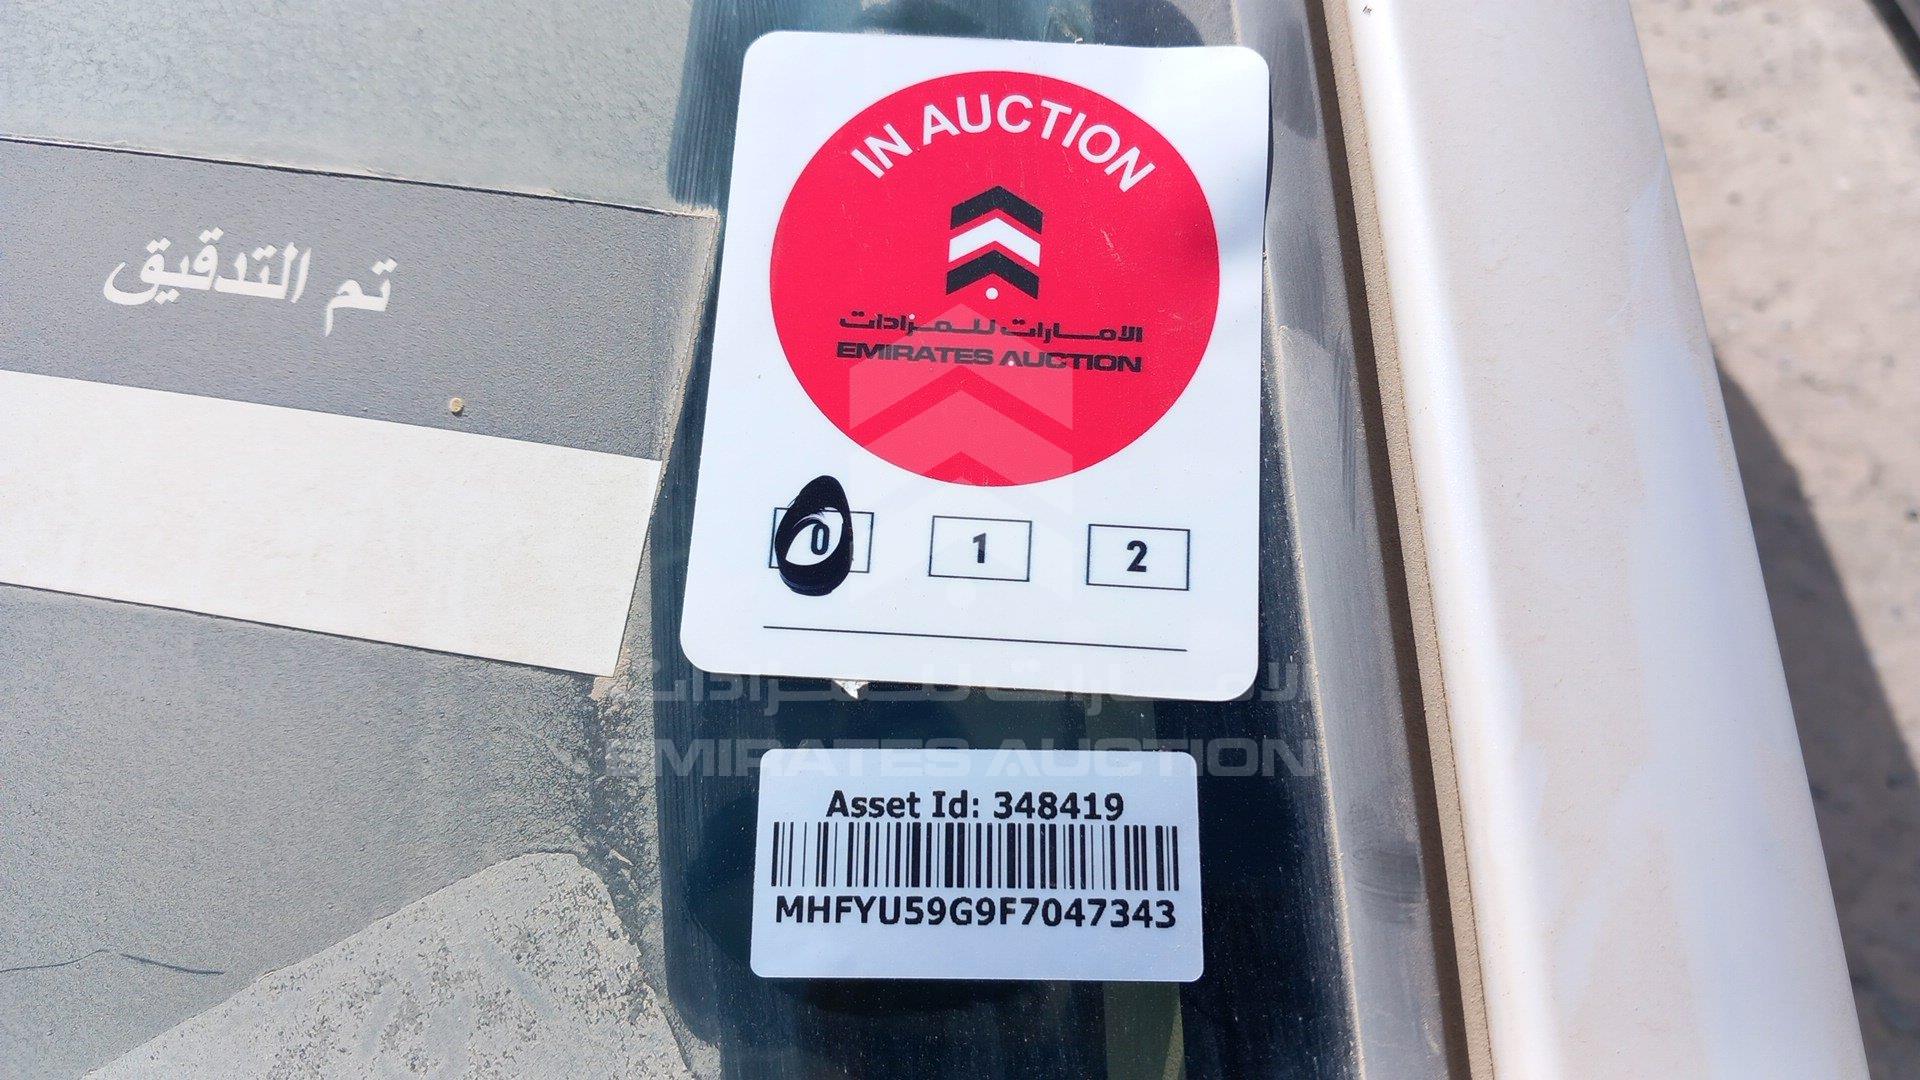 تم التدقيق
IN AUCTION
الامارات للمزادات
EMIRATES AUCTION
0 1 2
الامارات للمزادات
EMIRATES AUCTION
Asset Id: 348419
MHFYU59G9F7047343